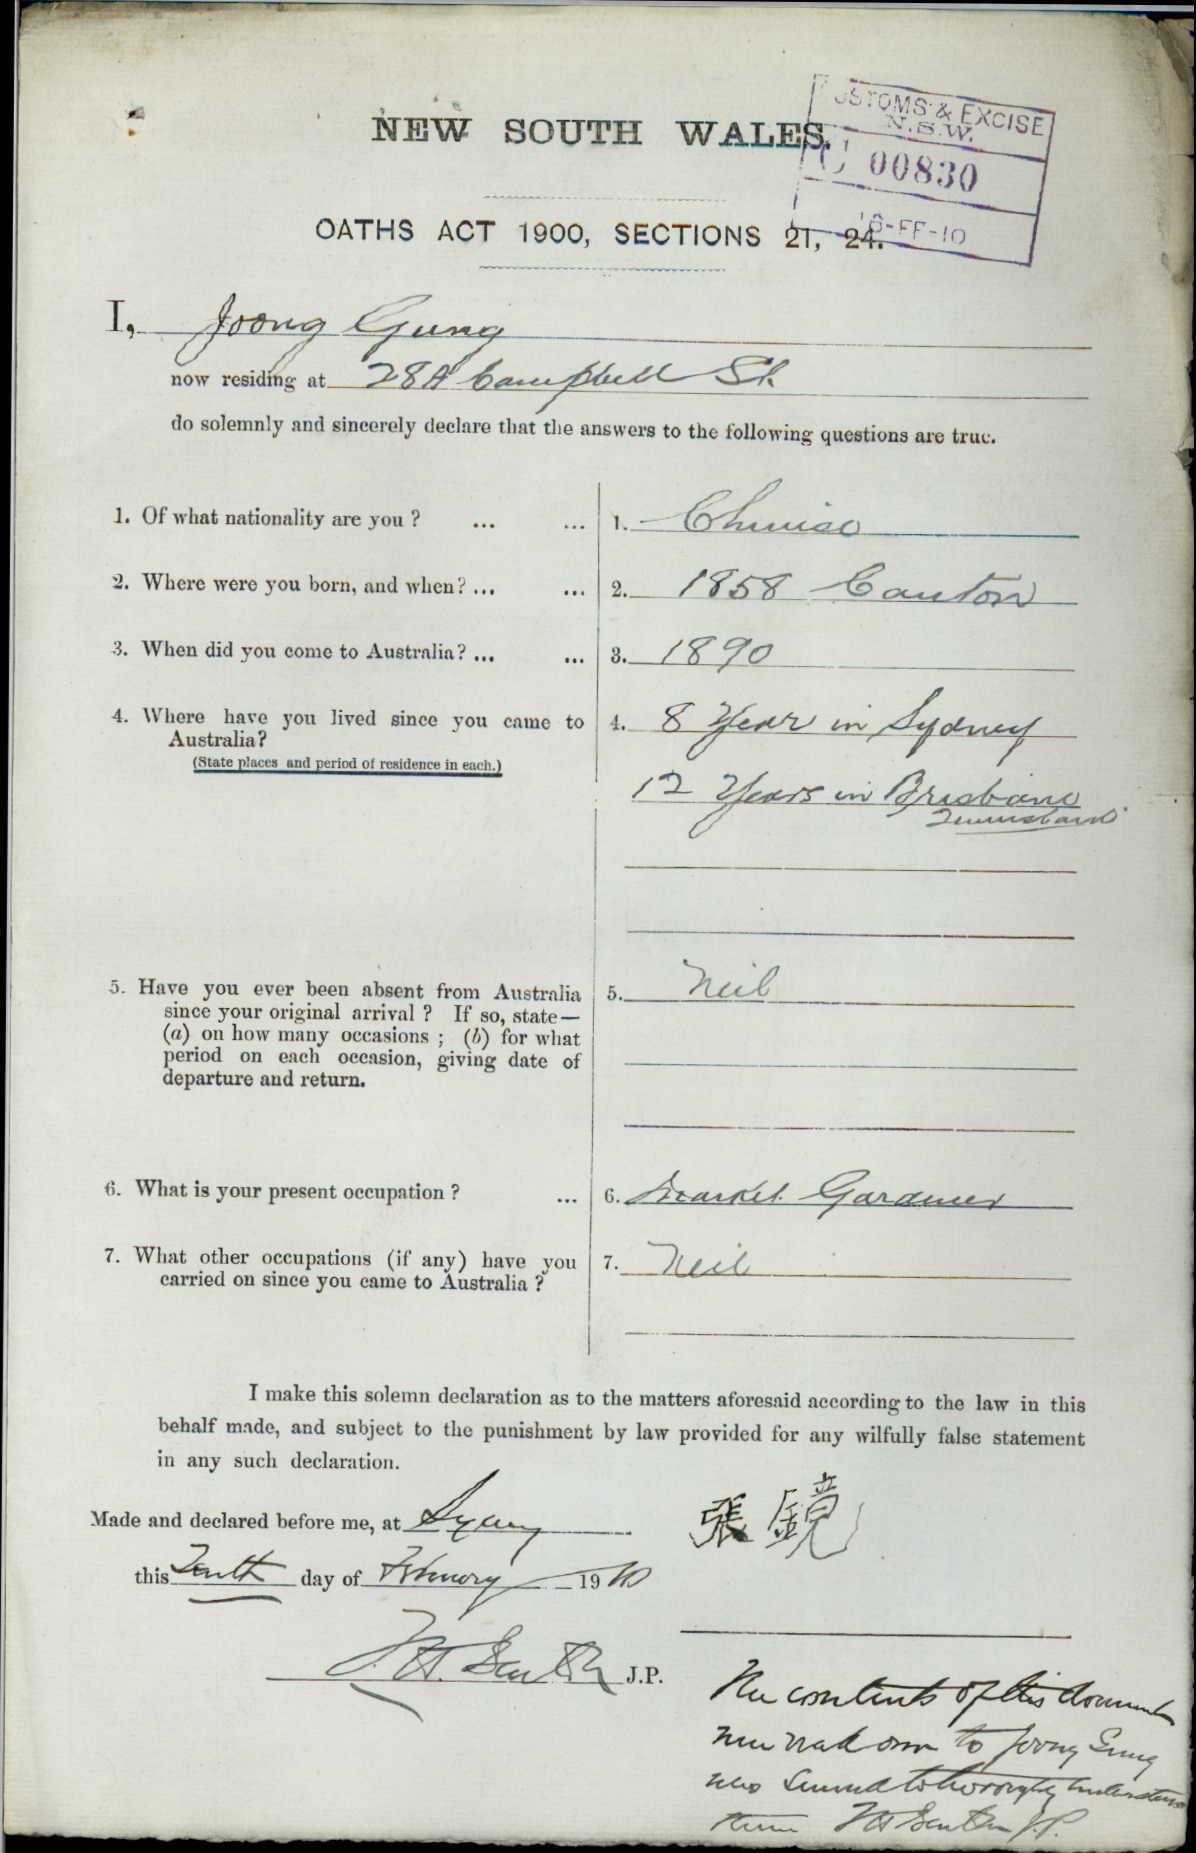 NEW SOUTH WALES.
CUSTOMS & EXCISE
N.S.W.
C 00830
16-FE-10
OATHS ACT 1900, SECTIONS 21, 24.
I, Joong Gung
now residing at 28A Campbell St.
do solemnly and sincerely declare that the answers to the following questions are true.
1. Of what nationality are you ? ... ... 1. Chinise
2. Where were you born, and when? ... ... 2. 1858 Canton
3. When did you come to Australia? ... ... 3. 1890
4. Where have you lived since you came to 4. 8 Year in Sydney
Australia?
(State places and period of residence in each.)
12 Years in Brisbane
Queensland
5. Have you ever been absent from Australia 5. Neil
since your original arrival ? If so, state—
(a) on how many occasions ; (b) for what
period on each occasion, giving date of
departure and return.
6. What is your present occupation ? ... 6. Market Gardner
7. What other occupations (if any) have you 7. Neil
carried on since you came to Australia ?
I make this solemn declaration as to the matters aforesaid according to the law in this
behalf made, and subject to the punishment by law provided for any wilfully false statement
in any such declaration.
Made and declared before me, at Sydney
張鏡
this Tenth day of February 1910
J.P.
The contents of this document
were read over to Joong Gung
who seemed to thoroughly understand
them J.P.